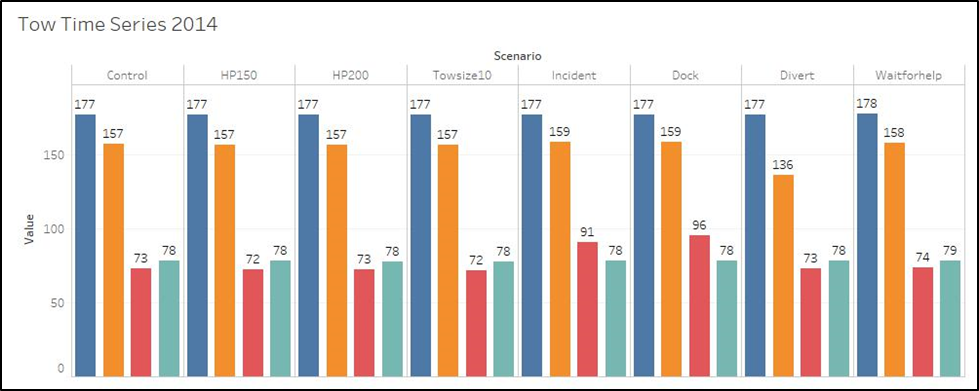 Tow Time Series 2014
Scenario
Control HP150 HP200 Towsize10 Incident Dock Divert Waitforhelp
177 157 73 78 177 157 72 78 177 157 73 78 177 157 72 78 177 159 91 78 177 159 96 78 177 136 73 78 178 158 74 79
Value
150
100
50
0